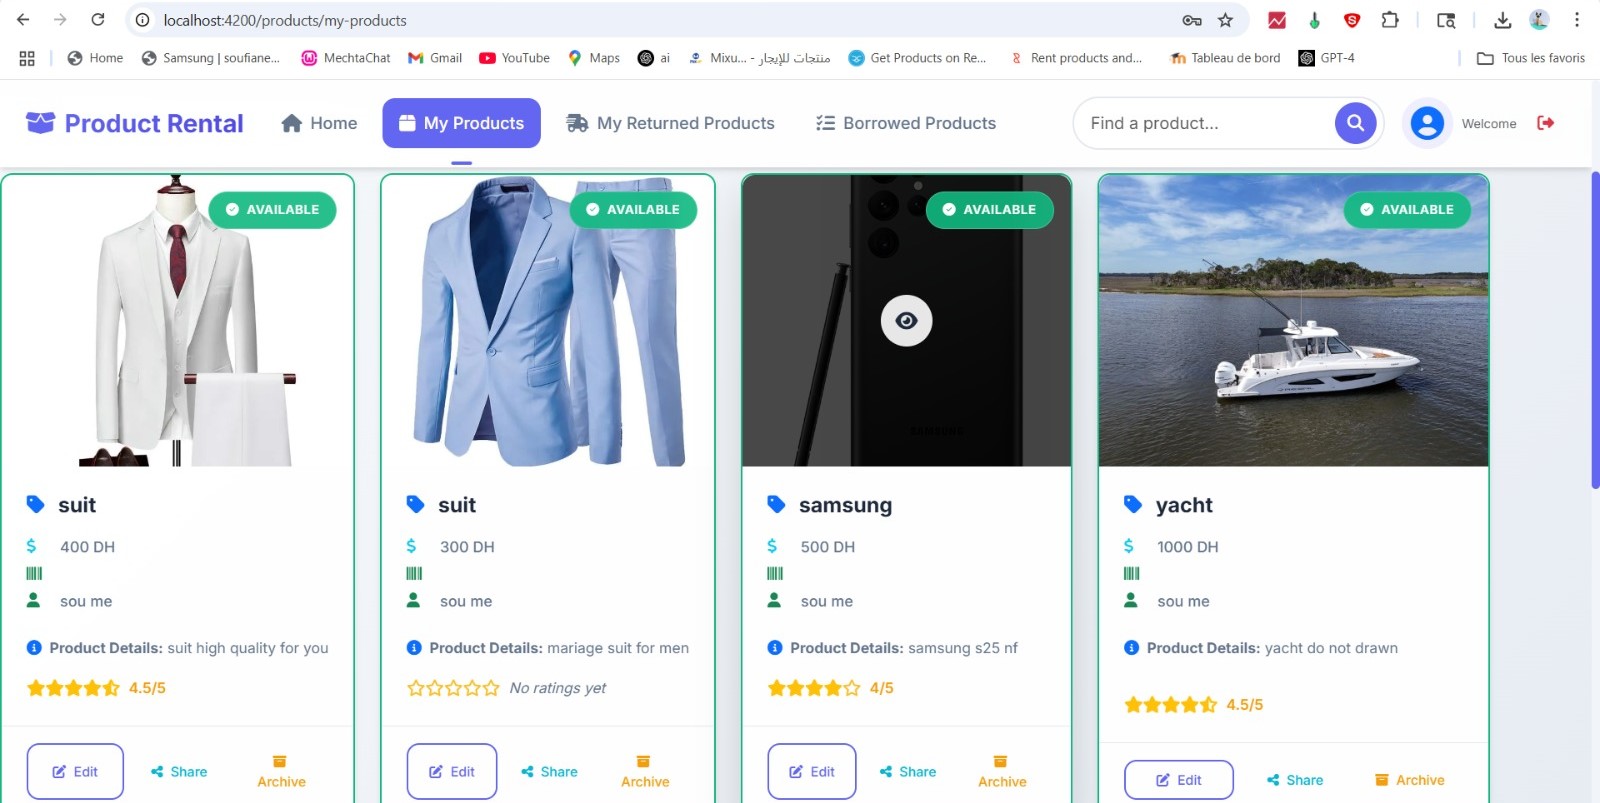 localhost:4200/products/my-products
Home
Samsung | soufiane...
MechtaChat
Gmail
YouTube
Maps
ai
Mixu... - منتجات للإيجار
Get Products on Re...
Rent products and...
Tableau de bord
GPT-4
Tous les favoris
Product Rental
Home
My Products
My Returned Products
Borrowed Products
Find a product...
Welcome
AVAILABLE
AVAILABLE
AVAILABLE
AVAILABLE
SAMSUNG
suit
400 DH
sou me
Product Details: suit high quality for you
4.5/5
Edit
Share
Archive
suit
300 DH
sou me
Product Details: mariage suit for men
No ratings yet
Edit
Share
Archive
samsung
500 DH
sou me
Product Details: samsung s25 nf
4/5
Edit
Share
Archive
yacht
1000 DH
sou me
Product Details: yacht do not drawn
4.5/5
Edit
Share
Archive